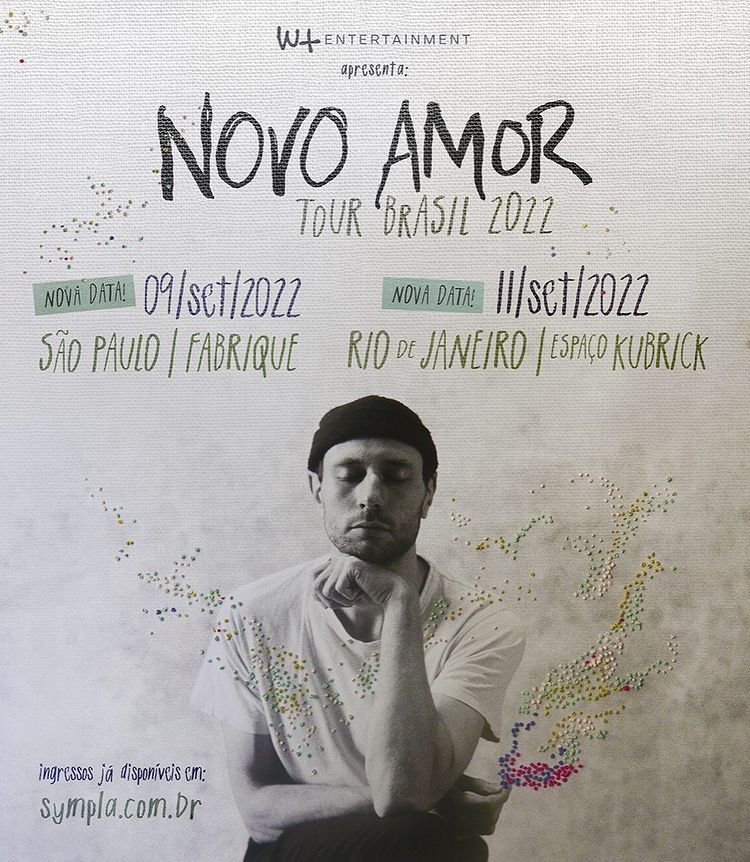 W+ ENTERTAINMENT
apresenta:
NOVO AMOR
TOUR BRASIL 2022
NOVA DATA! 09/set/2022
SÃO PAULO | FABRIQUE
NOVA DATA! 11/set/2022
RIO DE JANEIRO | ESPAÇO KUBRICK
ingressos já disponíveis em:
sympla.com.br